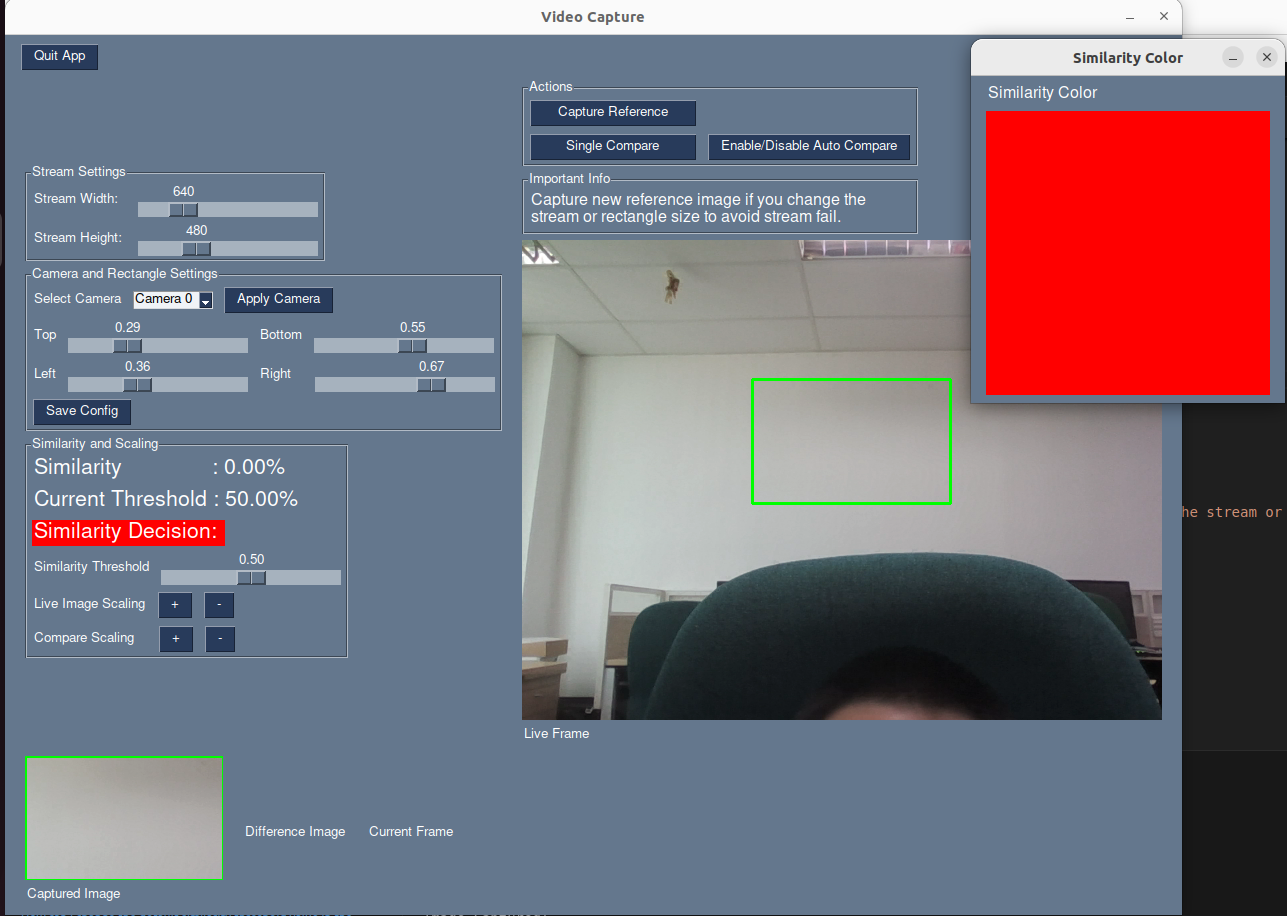 Video Capture
Quit App
Similarity Color
Similarity Color
Actions
Capture Reference
Single Compare
Enable/Disable Auto Compare
Important Info
Capture new reference image if you change the
stream or rectangle size to avoid stream fail.
Stream Settings
640
Stream Width:
480
Stream Height:
Camera and Rectangle Settings
Select Camera Camera 0 Apply Camera
0.29 0.55
Top Bottom
0.36 0.67
Left Right
Save Config
Similarity and Scaling
Similarity : 0.00%
Current Threshold : 50.00%
Similarity Decision:
0.50
Similarity Threshold
Live Image Scaling + -
Compare Scaling + -
he stream or
Live Frame
Difference Image Current Frame
Captured Image